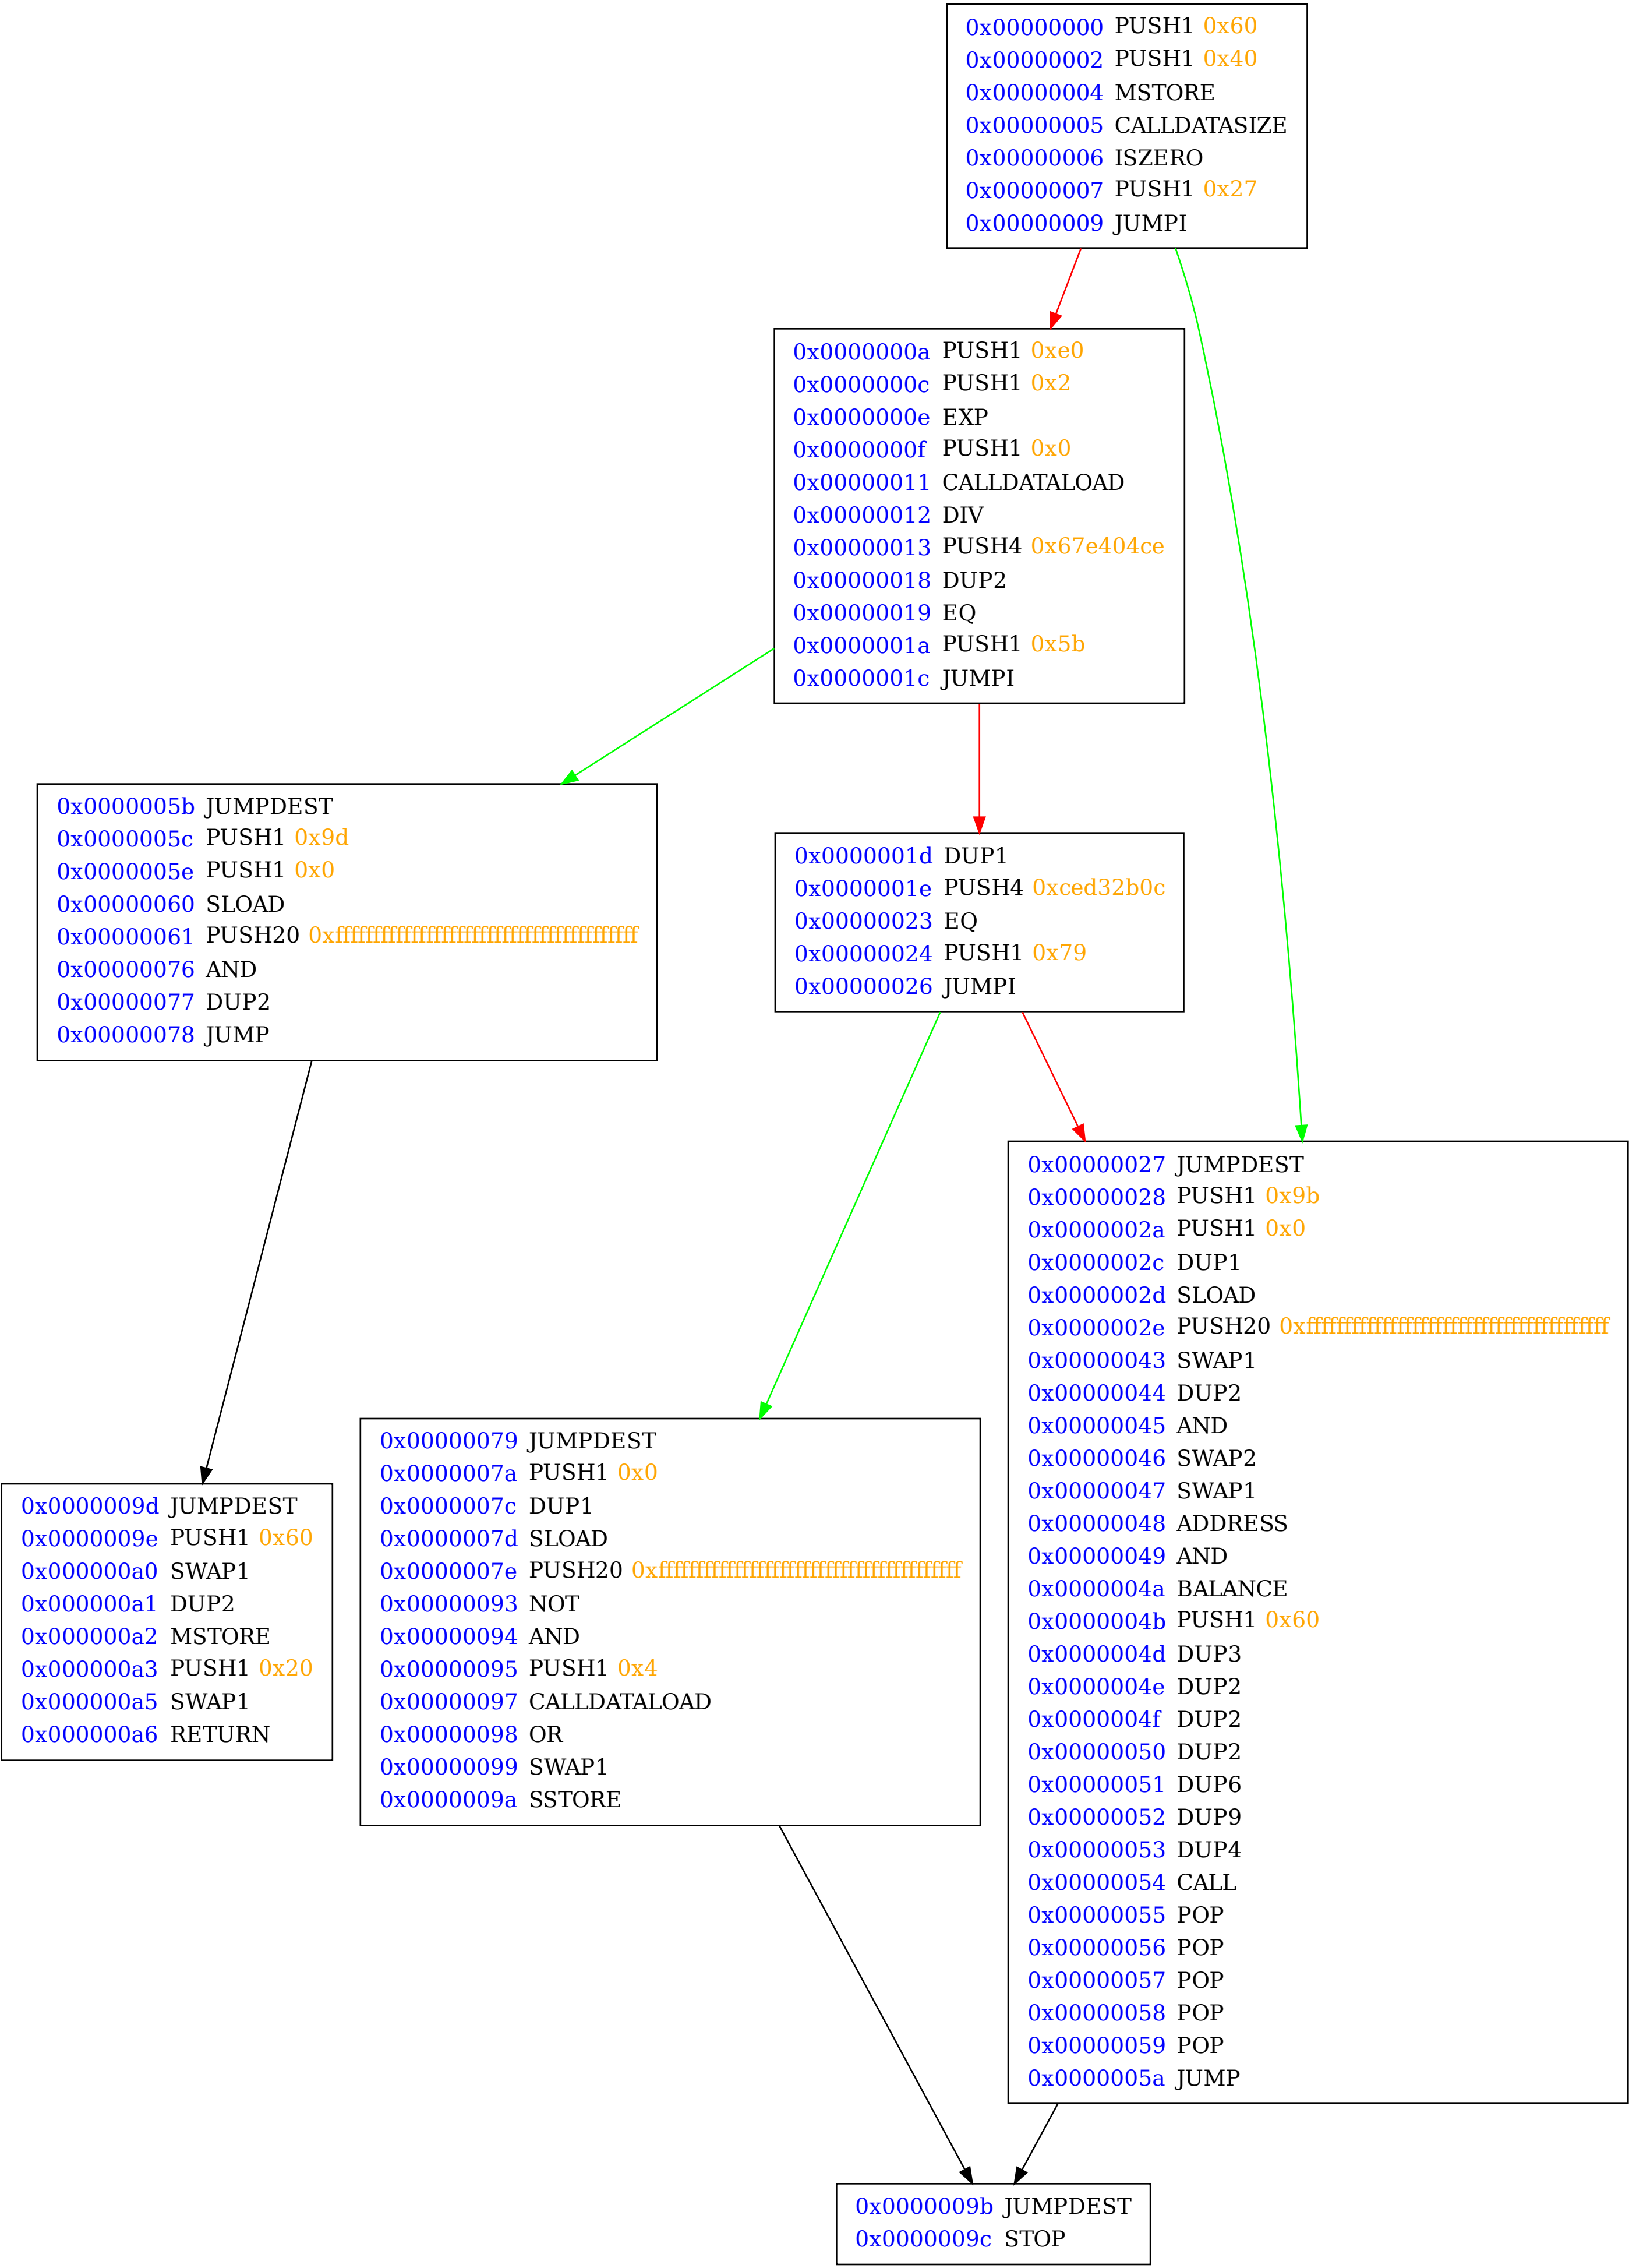 0x00000000 PUSH1 0x60
0x00000002 PUSH1 0x40
0x00000004 MSTORE
0x00000005 CALLDATASIZE
0x00000006 ISZERO
0x00000007 PUSH1 0x27
0x00000009 JUMPI
0x0000000a PUSH1 0xe0
0x0000000c PUSH1 0x2
0x0000000e EXP
0x0000000f PUSH1 0x0
0x00000011 CALLDATALOAD
0x00000012 DIV
0x00000013 PUSH4 0x67e404ce
0x00000018 DUP2
0x00000019 EQ
0x0000001a PUSH1 0x5b
0x0000001c JUMPI
0x0000005b JUMPDEST
0x0000005c PUSH1 0x9d
0x0000005e PUSH1 0x0
0x00000060 SLOAD
0x00000061 PUSH20 0xffffffffffffffffffffffffffffffffffffffff
0x00000076 AND
0x00000077 DUP2
0x00000078 JUMP
0x0000001d DUP1
0x0000001e PUSH4 0xced32b0c
0x00000023 EQ
0x00000024 PUSH1 0x79
0x00000026 JUMPI
0x00000027 JUMPDEST
0x00000028 PUSH1 0x9b
0x0000002a PUSH1 0x0
0x0000002c DUP1
0x0000002d SLOAD
0x0000002e PUSH20 0xffffffffffffffffffffffffffffffffffffffff
0x00000043 SWAP1
0x00000044 DUP2
0x00000045 AND
0x00000046 SWAP2
0x00000047 SWAP1
0x00000048 ADDRESS
0x00000049 AND
0x0000004a BALANCE
0x0000004b PUSH1 0x60
0x0000004d DUP3
0x0000004e DUP2
0x0000004f DUP2
0x00000050 DUP2
0x00000051 DUP6
0x00000052 DUP9
0x00000053 DUP4
0x00000054 CALL
0x00000055 POP
0x00000056 POP
0x00000057 POP
0x00000058 POP
0x00000059 POP
0x0000005a JUMP
0x00000079 JUMPDEST
0x0000007a PUSH1 0x0
0x0000007c DUP1
0x0000007d SLOAD
0x0000007e PUSH20 0xffffffffffffffffffffffffffffffffffffffff
0x00000093 NOT
0x00000094 AND
0x00000095 PUSH1 0x4
0x00000097 CALLDATALOAD
0x00000098 OR
0x00000099 SWAP1
0x0000009a SSTORE
0x0000009d JUMPDEST
0x0000009e PUSH1 0x60
0x000000a0 SWAP1
0x000000a1 DUP2
0x000000a2 MSTORE
0x000000a3 PUSH1 0x20
0x000000a5 SWAP1
0x000000a6 RETURN
0x0000009b JUMPDEST
0x0000009c STOP